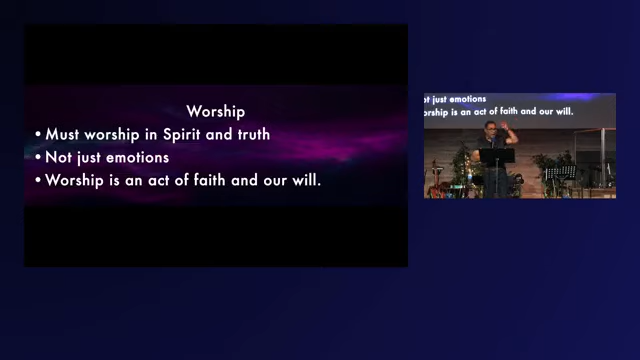 Worship
• Must worship in Spirit and truth
• Not just emotions
• Worship is an act of faith and our will.
ot just emotions
orship is an act of faith and our will.